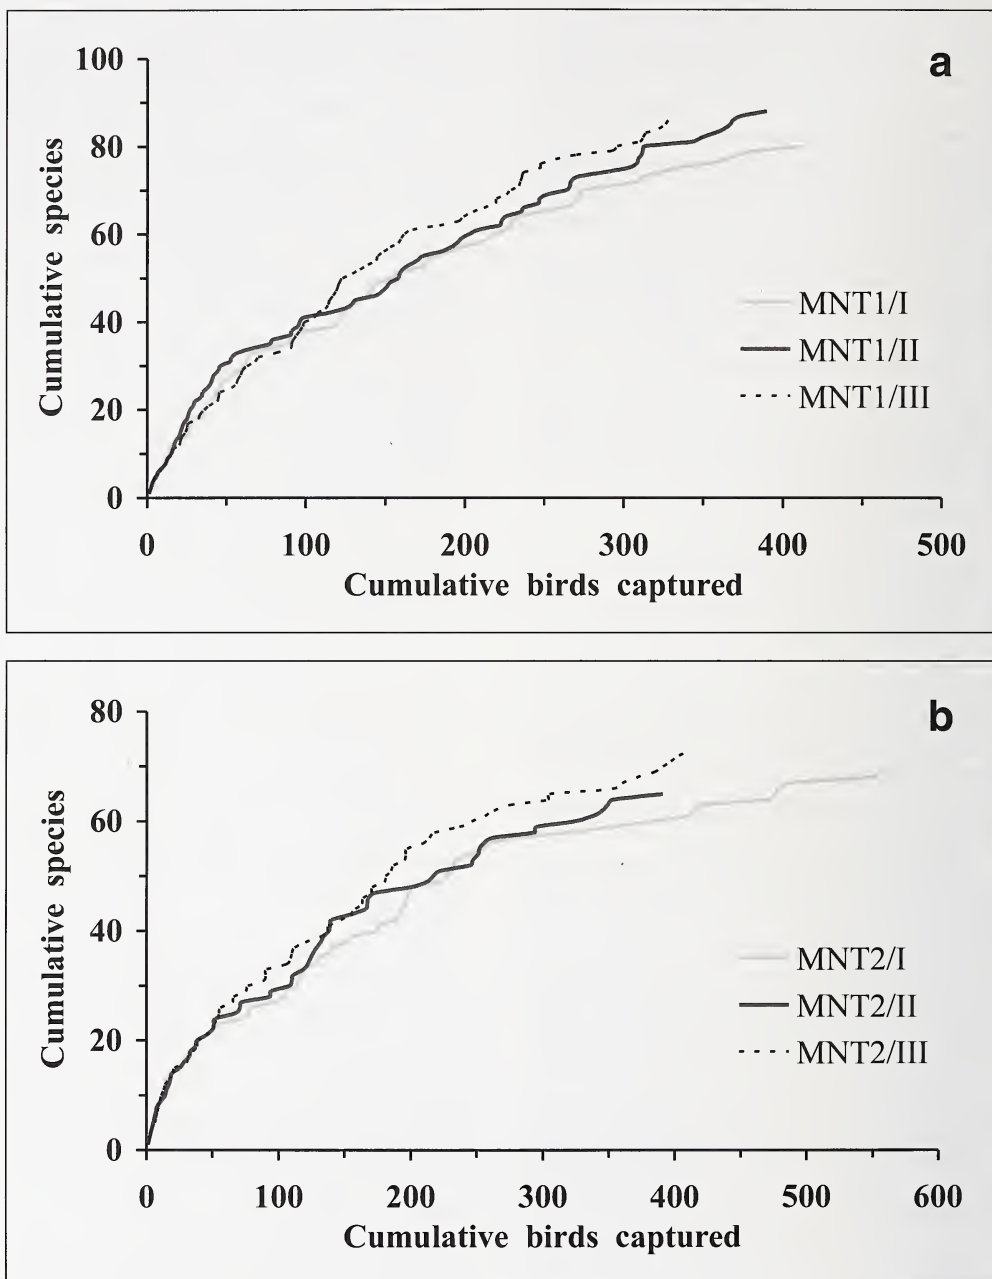 a
100
80
60
40
20
0
Cumulative species
MNT1/I
MNT1/II
MNT1/III
0 100 200 300 400 500
Cumulative birds captured
b
80
60
40
20
0
Cumulative species
MNT2/I
MNT2/II
MNT2/III
0 100 200 300 400 500 600
Cumulative birds captured